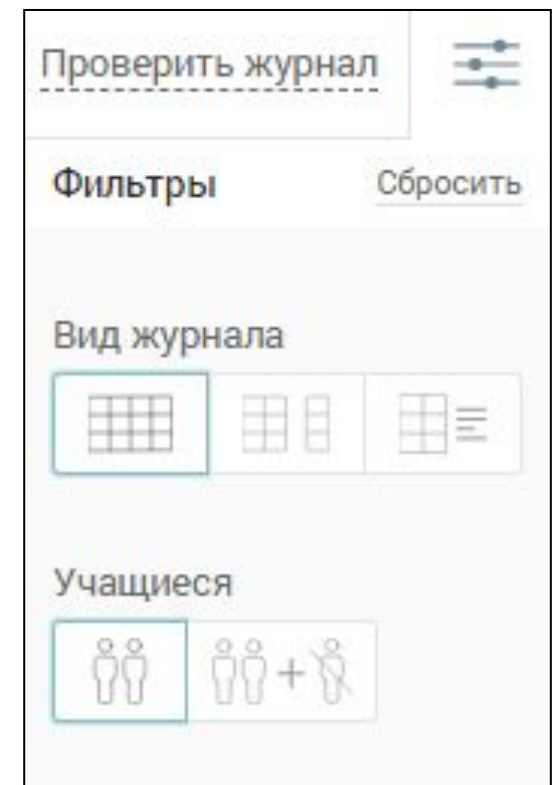 Проверить журнал
Фильтры Сбросить
Вид журнала
Учащиеся